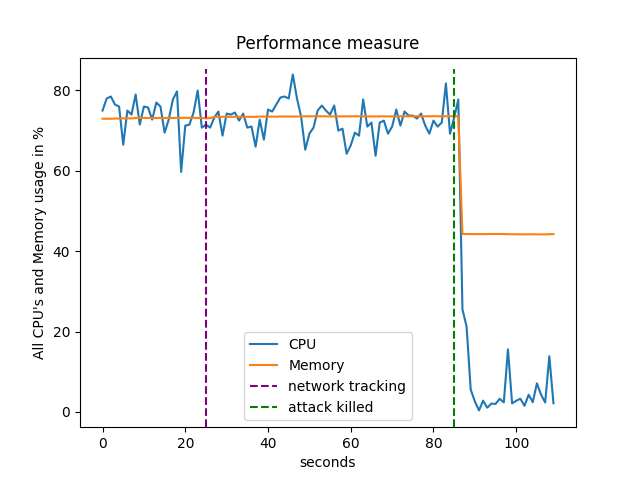 Performance measure
All CPU's and Memory usage in %
80
60
40
20
0
CPU
Memory
network tracking
attack killed
0 20 40 60 80 100
seconds